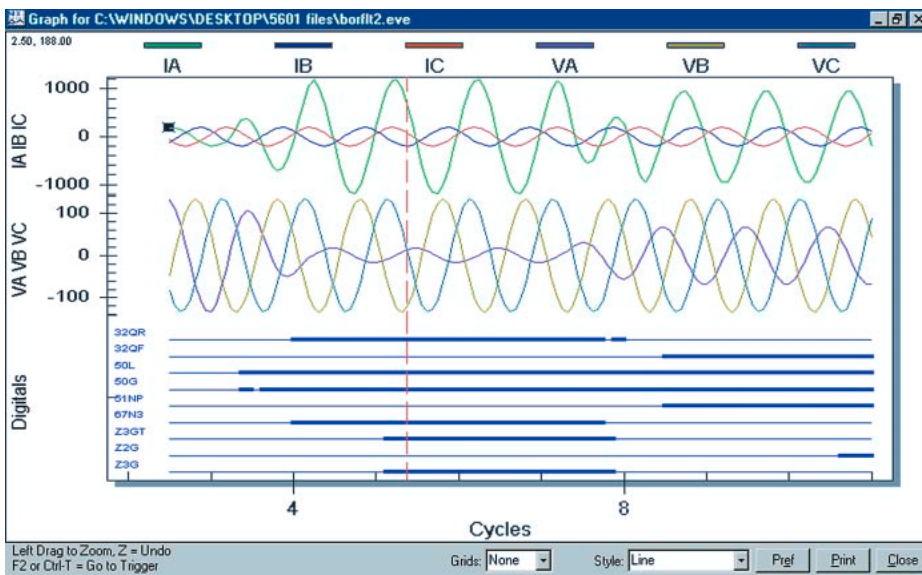 Graph for C:\WINDOWS\DESKTOP\5601 files\borflt2.eve
2.50, 188.00
IA IB IC VA VB VC
IA IB IC
1000
0
-1000
VA VB VC
100
0
-100
Digitals
32QR
32QF
50L
50G
51NP
67N3
Z3GT
Z2G
Z3G
4 8
Cycles
Left Drag to Zoom, Z = Undo
F2 or Ctrl-T = Go to Trigger
Grids: None Style: Line Pref Print Close